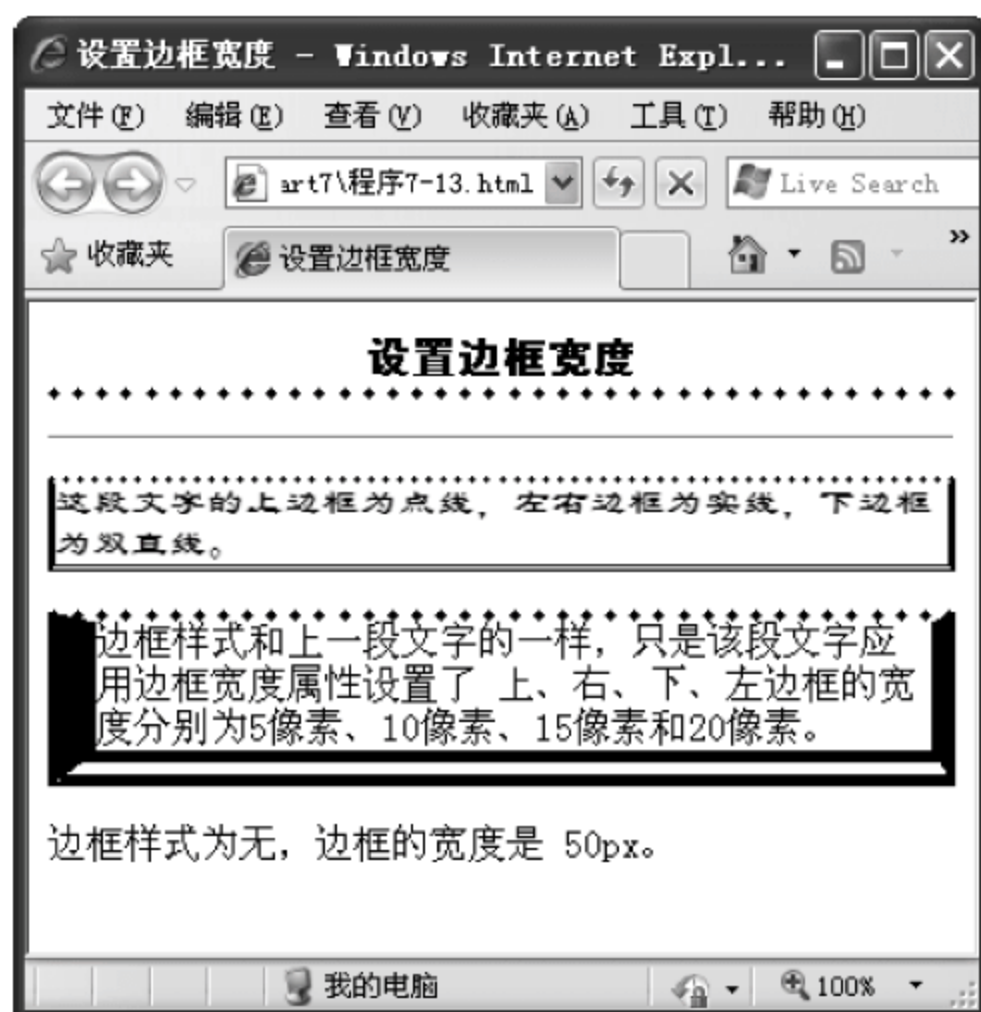 设置边框宽度 - Windows Internet Expl...
文件(F) 编辑(E) 查看(V) 收藏夹(A) 工具(T) 帮助(H)
art7\程序7-13.html Live Search
收藏夹 设置边框宽度 »
设置边框宽度
这段文字的上边框为点线，左右边框为实线，下边框
为双直线。
边框样式和上一段文字的一样，只是该段文字应
用边框宽度属性设置了 上、右、下、左边框的宽
度分别为5像素、10像素、15像素和20像素。
边框样式为无，边框的宽度是 50px。
我的电脑 100%